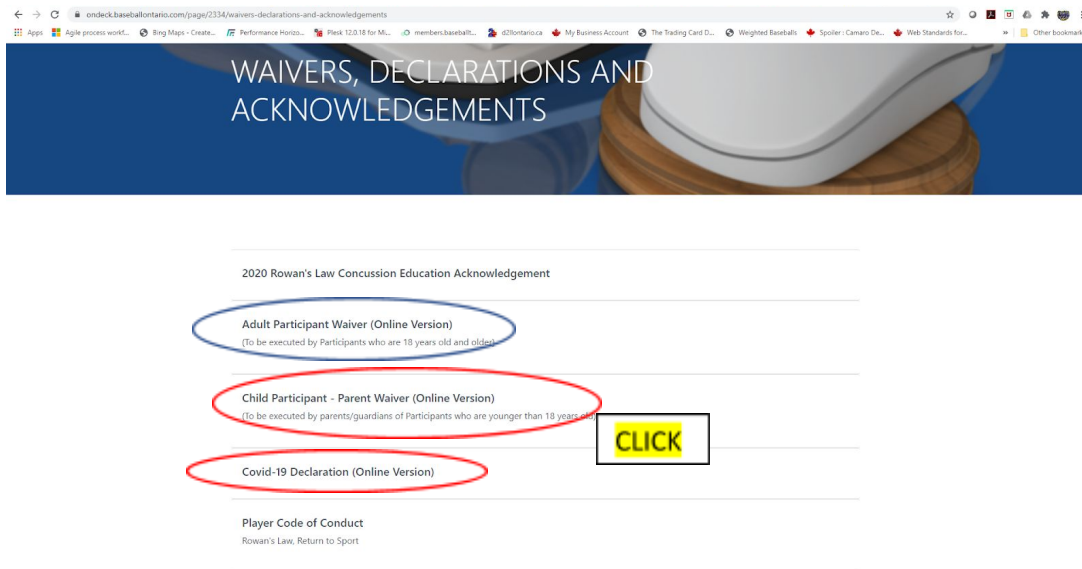 ondeck.baseballontario.com/page/2334/waivers-declarations-and-acknowledgements
Apps Agile process workf... Bing Maps - Create... Performance Horizo... Plesk 12.0.18 for Mi... members.baseballt... d2llontario.ca My Business Account The Trading Card D... Weighted Baseballs Spoiler : Camaro De... Web Standards for... » Other bookmark
WAIVERS, DECLARATIONS AND
ACKNOWLEDGEMENTS
2020 Rowan's Law Concussion Education Acknowledgement
Adult Participant Waiver (Online Version)
(To be executed by Participants who are 18 years old and older)
Child Participant - Parent Waiver (Online Version)
(To be executed by parents/guardians of Participants who are younger than 18 years old)
CLICK
Covid-19 Declaration (Online Version)
Player Code of Conduct
Rowan's Law, Return to Sport